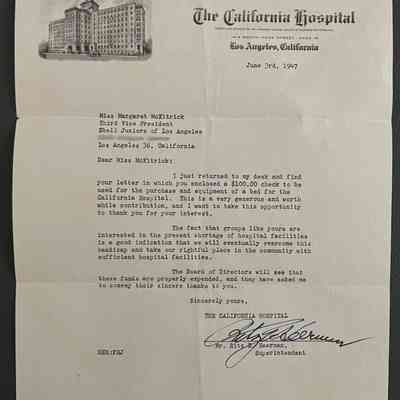 The California Hospital
Los Angeles, California
June 3rd, 1947
Miss Margaret McKitrick
Third Vice President
Shell Juniors of Los Angeles
Los Angeles 36, California
Dear Miss McKitrick:
I just returned to my desk and find
your letter in which you enclosed a $100.00 check to be
used for the purchase and equipment of a bed for the
California Hospital. This is a very generous and worth
while contribution, and I want to take this opportunity
to thank you for your interest.
The fact that groups like yours are
interested in the present shortage of hospital facilities
is a good indication that we will eventually overcome this
handicap and take our rightful place in the community with
sufficient hospital facilities.
The Board of Directors will see that
these funds are properly expended, and they have asked me
to convey their sincere thanks to you.
Sincerely yours,
THE CALIFORNIA HOSPITAL
Mr. Ritz E. Heerman,
Superintendent